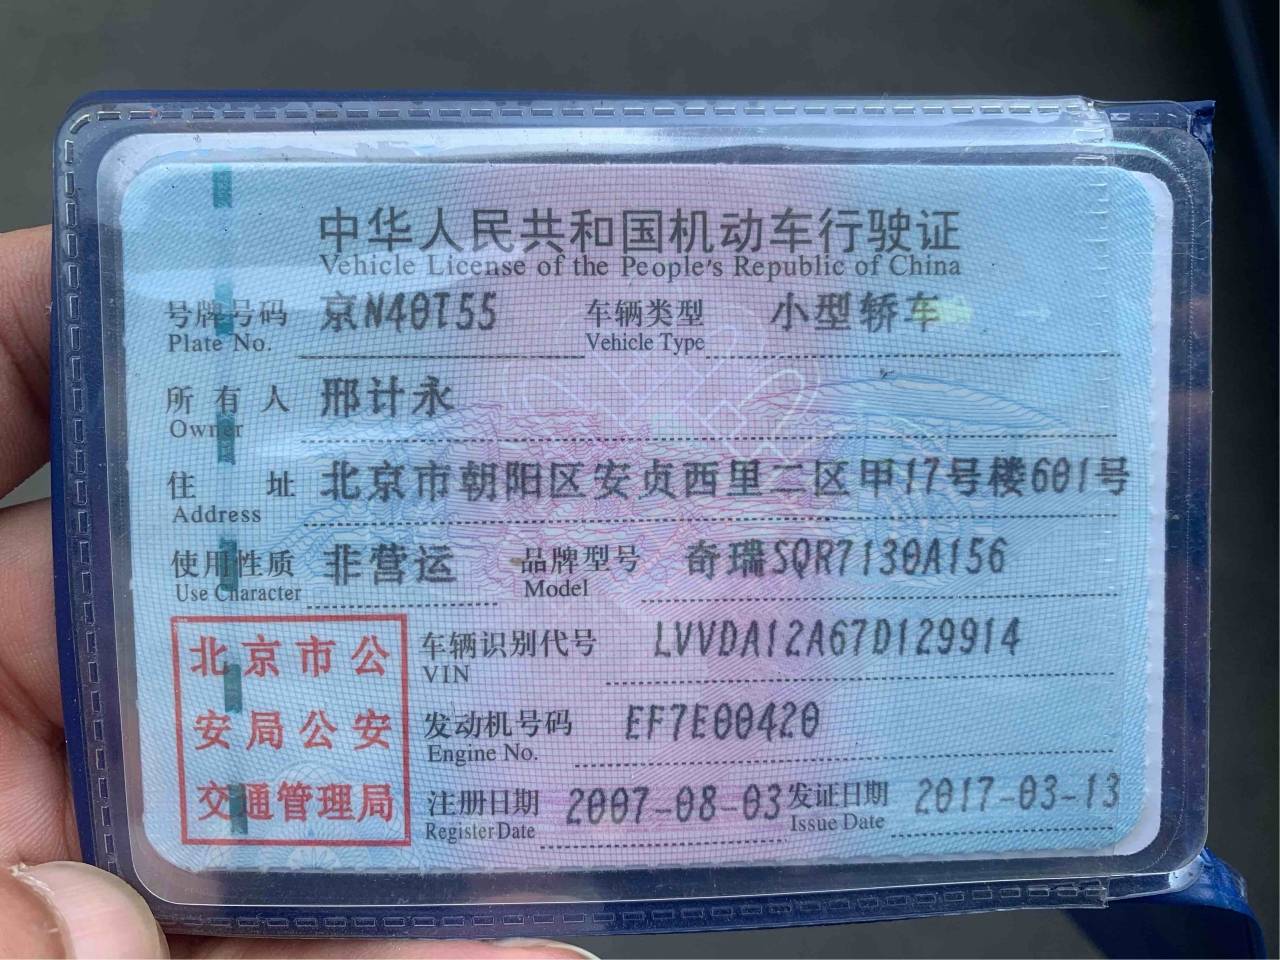 中华人民共和国机动车行驶证
Vehicle License of the People's Republic of China
号牌号码 京N40T55 车辆类型 小型轿车
Plate No. Vehicle Type
所有人 邢计永
Owner
住址 北京市朝阳区安贞西里二区甲17号楼601号
Address
使用性质 非营运 品牌型号 奇瑞SQR7130A156
Use Character Model
北京市公
安局公安
交通管理局
车辆识别代号 LVVDA12A67D129914
VIN
发动机号码 EF7E00420
Engine No.
注册日期 2007-08-03 发证日期 2017-03-13
Register Date Issue Date